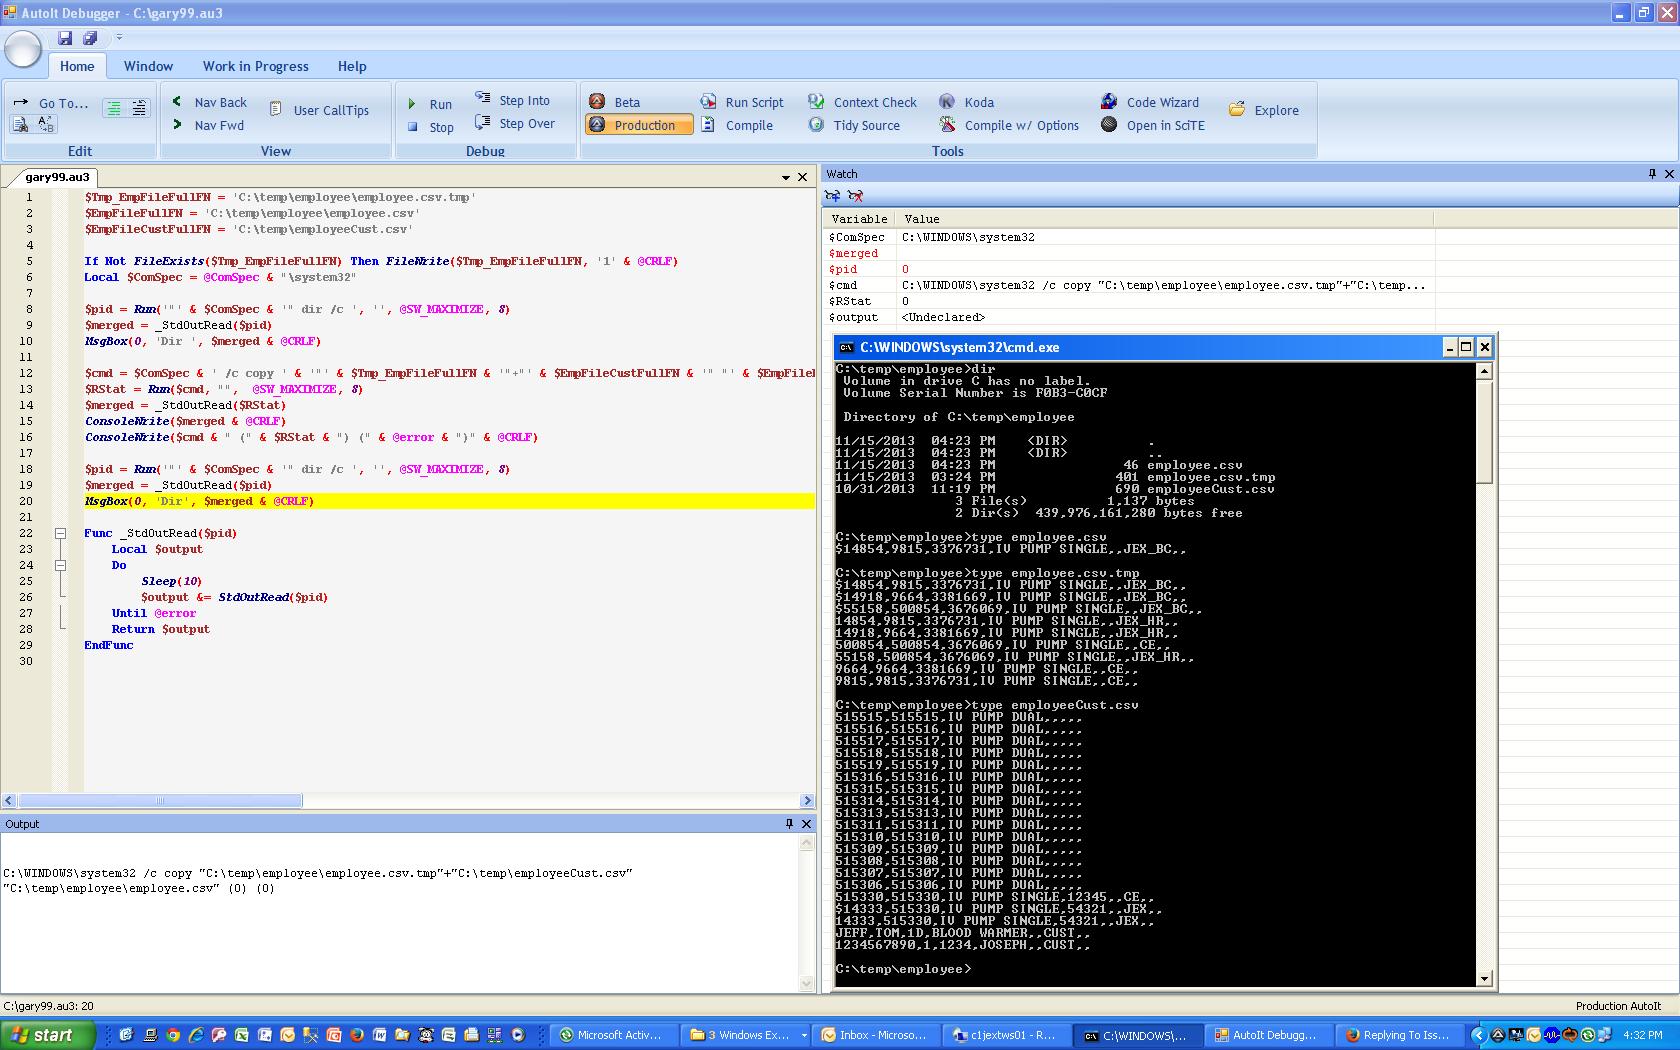 AutoIt Debugger - C:\gary99.au3
Home Window Work in Progress Help
Go To...
Edit
Nav Back
Nav Fwd
User CallTips
View
Run
Stop
Step Into
Step Over
Debug
Beta Run Script Context Check Koda Code Wizard Explore
Production Compile Tidy Source Compile w/ Options Open in SciTE
Tools
gary99.au3
1 $Tmp_EmpFileFullFN = 'C:\temp\employee\employee.csv.tmp'
2 $EmpFileFullFN = 'C:\temp\employee\employee.csv'
3 $EmpFileCustFullFN = 'C:\temp\employeeCust.csv'
4
5 If Not FileExists($Tmp_EmpFileFullFN) Then FileWrite($Tmp_EmpFileFullFN, '1' & @CRLF)
6 Local $ComSpec = @ComSpec & "\system32"
7
8 $pid = Run('"' & $ComSpec & '" dir /c ', '', @SW_MAXIMIZE, 8)
9 $merged = _StdOutRead($pid)
10 MsgBox(0, 'Dir ', $merged & @CRLF)
11
12 $cmd = $ComSpec & ' /c copy ' & '"' & $Tmp_EmpFileFullFN & '"+"' & $EmpFileCustFullFN & '" "' & $EmpFileF
13 $RStat = Run($cmd, "", @SW_MAXIMIZE, 8)
14 $merged = _StdOutRead($RStat)
15 ConsoleWrite($merged & @CRLF)
16 ConsoleWrite($cmd & " (" & $RStat & ") (" & @error & ")" & @CRLF)
17
18 $pid = Run('"' & $ComSpec & '" dir /c ', '', @SW_MAXIMIZE, 8)
19 $merged = _StdOutRead($pid)
20 MsgBox(0, 'Dir', $merged & @CRLF)
21
22 Func _StdOutRead($pid)
23 Local $output
24 Do
25 Sleep(10)
26 $output &= StdOutRead($pid)
27 Until @error
28 Return $output
29 EndFunc
30
Output
C:\WINDOWS\system32 /c copy "C:\temp\employee\employee.csv.tmp"+"C:\temp\employeeCust.csv"
"C:\temp\employee\employee.csv" (0) (0)
Watch
Variable Value
$ComSpec C:\WINDOWS\system32
$merged
$pid 0
$cmd C:\WINDOWS\system32 /c copy "C:\temp\employee\employee.csv.tmp"+"C:\temp...
$RStat 0
$output <Undeclared>
C:\WINDOWS\system32\cmd.exe
C:\temp\employee>dir
Volume in drive C has no label.
Volume Serial Number is F0B3-C0CF
Directory of C:\temp\employee
11/15/2013 04:23 PM <DIR> .
11/15/2013 04:23 PM <DIR> ..
11/15/2013 04:23 PM 46 employee.csv
11/15/2013 03:24 PM 401 employee.csv.tmp
10/31/2013 11:19 PM 690 employeeCust.csv
3 File(s) 1,137 bytes
2 Dir(s) 439,976,161,280 bytes free
C:\temp\employee>type employee.csv
$14854,9815,3376731,IV PUMP SINGLE,,JEX_BC,,
C:\temp\employee>type employee.csv.tmp
$14854,9815,3376731,IV PUMP SINGLE,,JEX_BC,,
$14918,9664,3381669,IV PUMP SINGLE,,JEX_BC,,
$55158,500854,3676069,IV PUMP SINGLE,,JEX_BC,,
14854,9815,3376731,IV PUMP SINGLE,,JEX_HR,,
14918,9664,3381669,IV PUMP SINGLE,,JEX_HR,,
500854,500854,3676069,IV PUMP SINGLE,,CE,,
55158,500854,3676069,IV PUMP SINGLE,,JEX_HR,,
9664,9664,3381669,IV PUMP SINGLE,,CE,,
9815,9815,3376731,IV PUMP SINGLE,,CE,,
C:\temp\employee>type employeeCust.csv
515515,515515,IV PUMP DUAL,,,,,
515516,515516,IV PUMP DUAL,,,,,
515517,515517,IV PUMP DUAL,,,,,
515518,515518,IV PUMP DUAL,,,,,
515519,515519,IV PUMP DUAL,,,,,
515316,515316,IV PUMP DUAL,,,,,
515315,515315,IV PUMP DUAL,,,,,
515314,515314,IV PUMP DUAL,,,,,
515313,515313,IV PUMP DUAL,,,,,
515311,515311,IV PUMP DUAL,,,,,
515310,515310,IV PUMP DUAL,,,,,
515309,515309,IV PUMP DUAL,,,,,
515308,515308,IV PUMP DUAL,,,,,
515307,515307,IV PUMP DUAL,,,,,
515306,515306,IV PUMP DUAL,,,,,
515330,515330,IV PUMP SINGLE,12345,,CE,,
$14333,515330,IV PUMP SINGLE,54321,,JEX,,
14333,515330,IV PUMP SINGLE,54321,,JEX,,
JEFF,TOM,1D,BLOOD WARMER,,CUST,,
1234567890,1,1234,JOSEPH,,CUST,,
C:\temp\employee>
C:\gary99.au3: 20
Production AutoIt
start
Microsoft Activ...
3 Windows Ex...
Inbox - Microso...
c1jextws01 - R...
C:\WINDOWS\...
AutoIt Debugg...
Replying To Iss...
4:32 PM